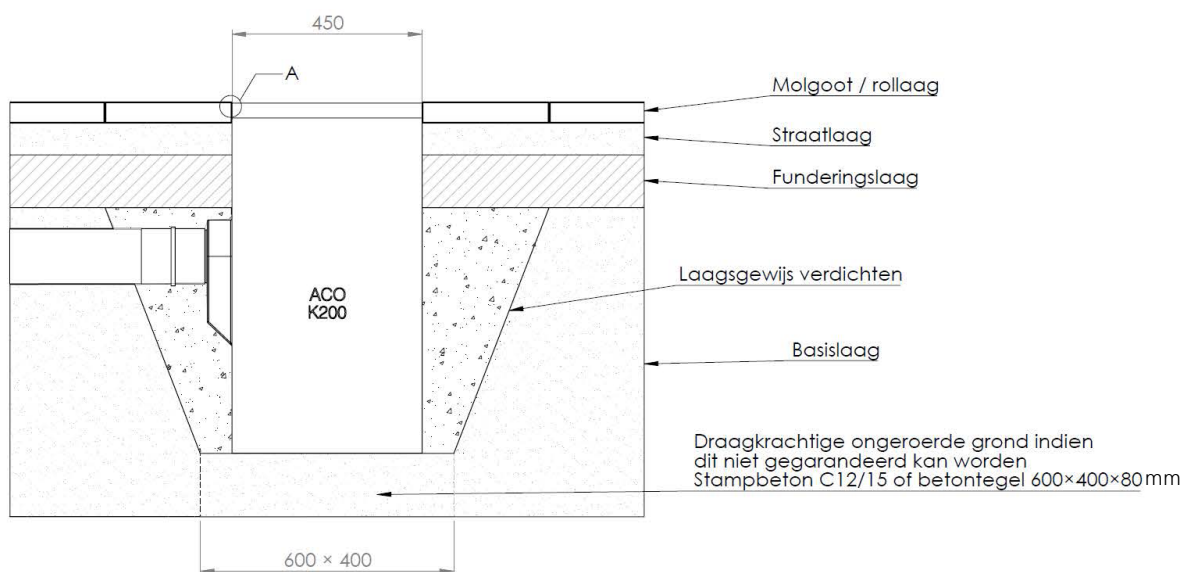 450
A
Molgoot / rollaag
Straatlaag
Funderingslaag
Laagsgewijs verdichten
ACO
K200
Basislaag
Draagkrachtige ongeroerde grond indien
dit niet gegarandeerd kan worden
Stampbeton C12/15 of betontegel 600×400×80mm
600 × 400